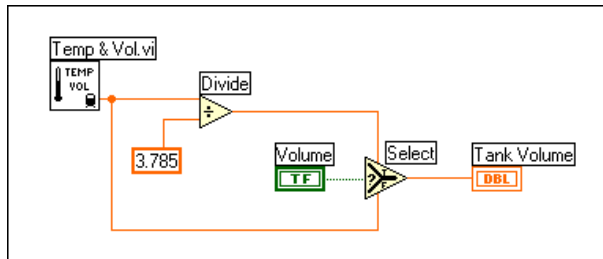 Temp & Vol.vi
TEMP
VOL
Divide
÷
3.785
Volume
TF
Select
?
T
F
Tank Volume
DBL